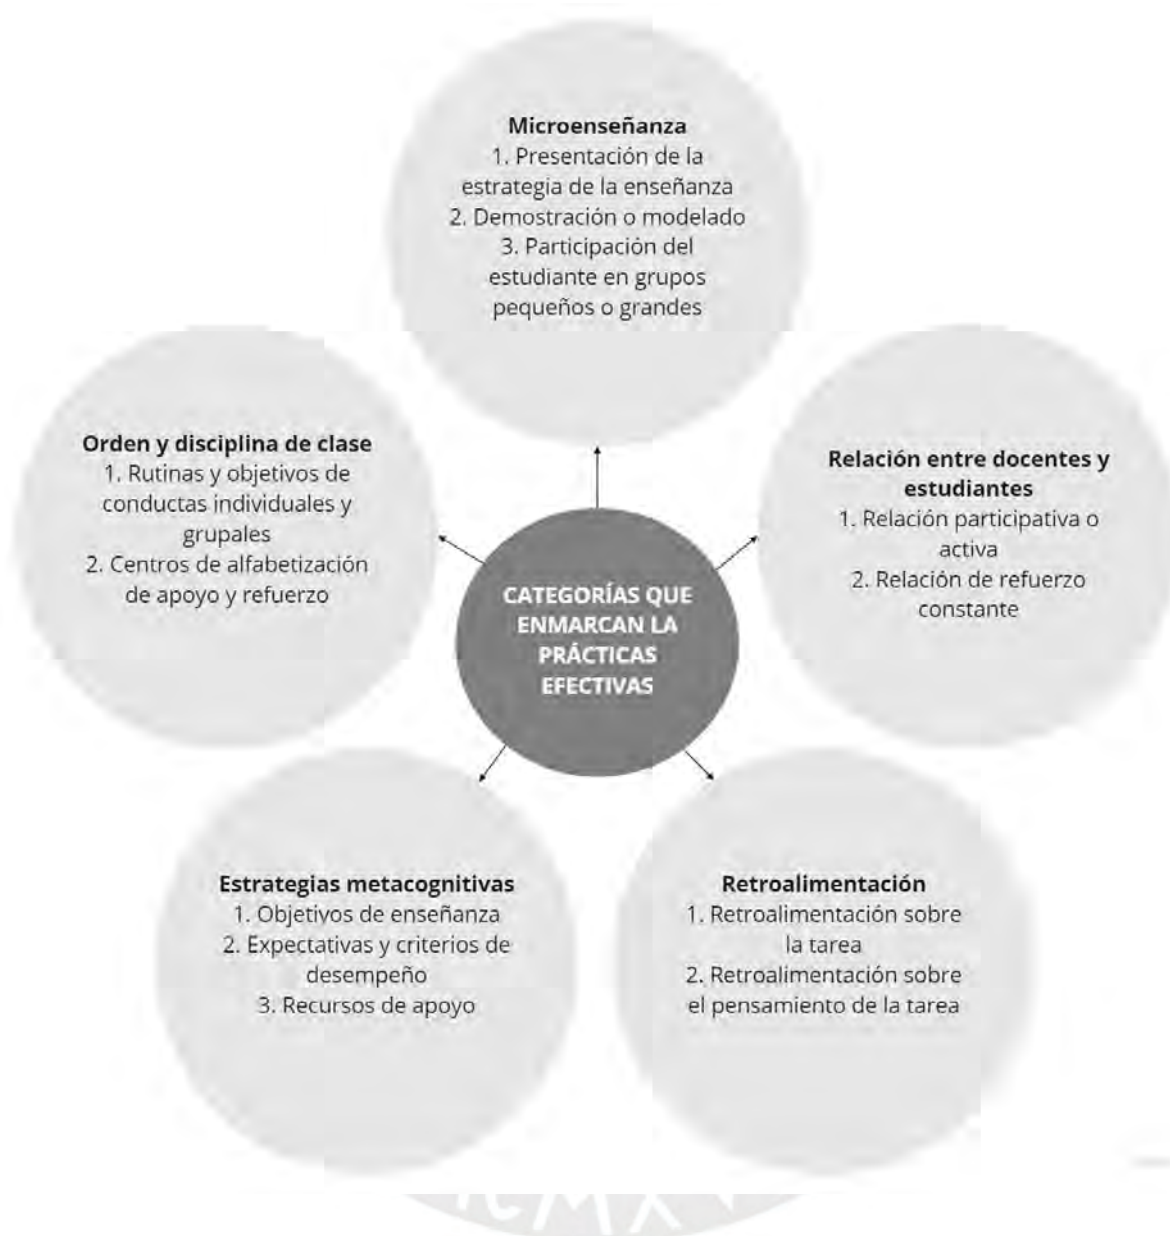 Microenseñanza
1. Presentación de la
estrategia de la enseñanza
2. Demostración o modelado
3. Participación del
estudiante en grupos
pequeños o grandes
Orden y disciplina de clase
1. Rutinas y objetivos de
conductas individuales y
grupales
2. Centros de alfabetización
de apoyo y refuerzo
Relación entre docentes y
estudiantes
1. Relación participativa o
activa
2. Relación de refuerzo
constante
CATEGORÍAS QUE
ENMARCAN LA
PRÁCTICAS
EFECTIVAS
Estrategias metacognitivas
1. Objetivos de enseñanza
2. Expectativas y criterios de
desempeño
3. Recursos de apoyo
Retroalimentación
1. Retroalimentación sobre
la tarea
2. Retroalimentación sobre
el pensamiento de la tarea